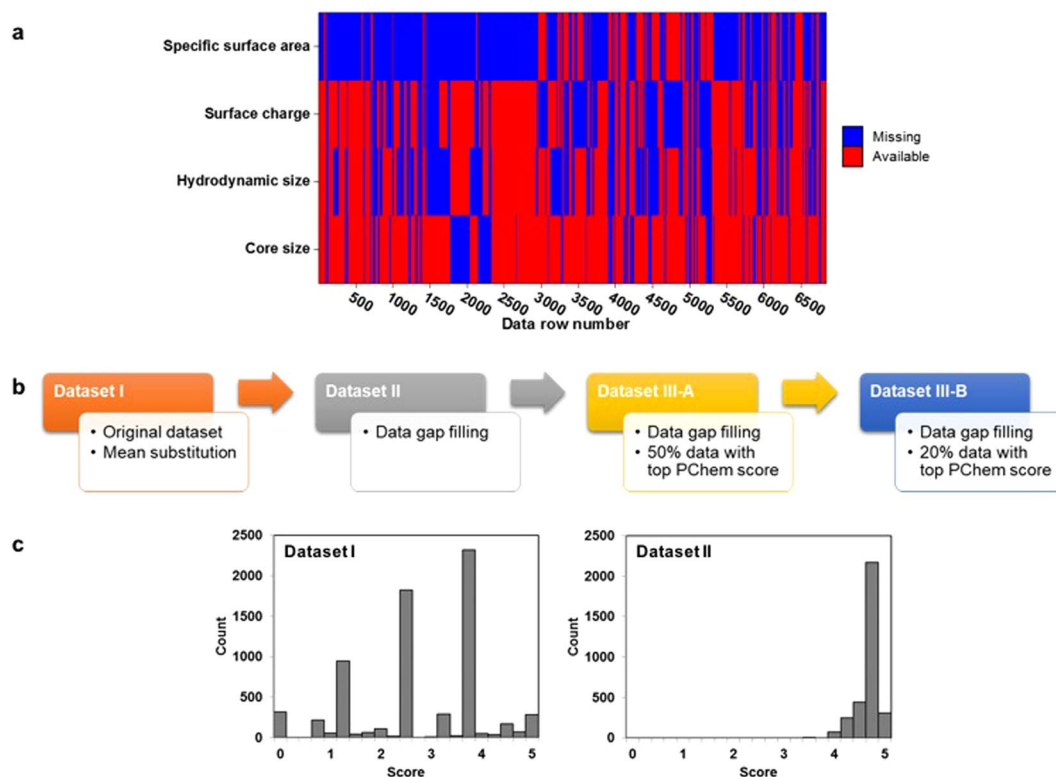 a
Specific surface area
Surface charge
Hydrodynamic size
Core size
Missing
Available
500
1000
1500
2000
2500
3000
3500
4000
4500
5000
5500
6000
6500
Data row number
b
Dataset I
• Original dataset
• Mean substitution
Dataset II
• Data gap filling
Dataset III-A
• Data gap filling
• 50% data with
top PChem score
Dataset III-B
• Data gap filling
• 20% data with
top PChem score
c
Dataset I
2500
2000
1500
1000
500
0
Count
0 1 2 3 4 5
Score
Dataset II
2500
2000
1500
1000
500
0
Count
0 1 2 3 4 5
Score